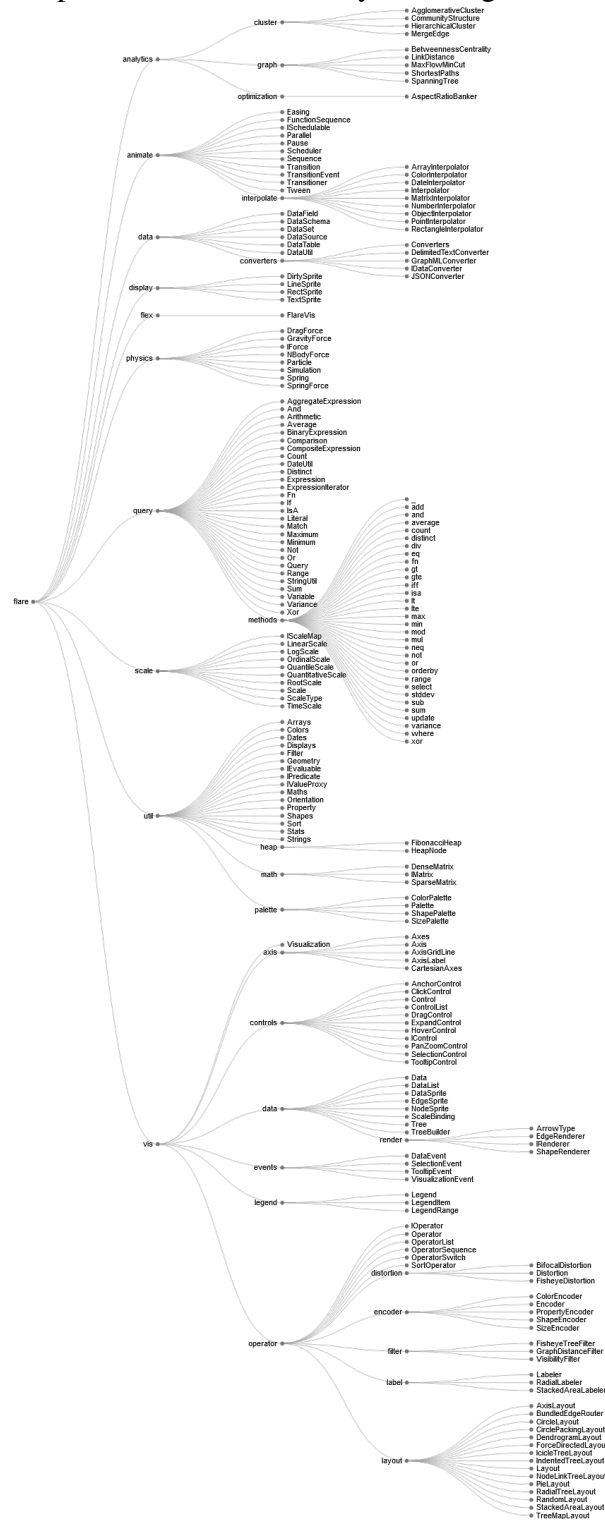 flare
analytics
cluster
AgglomerativeCluster
CommunityStructure
HierarchicalCluster
MergeEdge
graph
BetweennessCentrality
LinkDistance
MaxFlowMinCut
ShortestPaths
SpanningTree
optimization
AspectRatioBanker
animate
Easing
FunctionSequence
ISchedulable
Parallel
Pause
Scheduler
Sequence
Transition
TransitionEvent
Transitioner
Tween
interpolate
ArrayInterpolator
ColorInterpolator
DateInterpolator
Interpolator
MatrixInterpolator
NumberInterpolator
ObjectInterpolator
PointInterpolator
RectangleInterpolator
data
DataField
DataSchema
DataSet
DataSource
DataTable
DataUtil
converters
Converters
DelimitedTextConverter
GraphMLConverter
IDataConverter
JSONConverter
display
DirtySprite
LineSprite
RectSprite
TextSprite
flex
FlareVis
physics
DragForce
GravityForce
IForce
NBodyForce
Particle
Simulation
Spring
SpringForce
query
AggregateExpression
And
Arithmetic
Average
BinaryExpression
Comparison
CompositeExpression
Count
DateUtil
Distinct
Expression
ExpressionIterator
Fn
If
IsA
Literal
Match
Maximum
Minimum
Not
Or
Query
Range
StringUtil
Sum
Variable
Variance
Xor
methods
_
add
and
average
count
distinct
div
eq
fn
gt
gte
iff
isa
lt
lte
max
min
mod
mul
neq
not
or
orderby
range
select
stddev
sub
sum
update
variance
where
xor
scale
IScaleMap
LinearScale
LogScale
OrdinalScale
QuantileScale
QuantitativeScale
RootScale
Scale
ScaleType
TimeScale
util
Arrays
Colors
Dates
Displays
Filter
Geometry
IEvaluable
IPredicate
IValueProxy
Maths
Orientation
Property
Shapes
Sort
Stats
Strings
heap
FibonacciHeap
HeapNode
math
DenseMatrix
IMatrix
SparseMatrix
palette
ColorPalette
Palette
ShapePalette
SizePalette
vis
Visualization
axis
Axes
Axis
AxisGridLine
AxisLabel
CartesianAxes
controls
AnchorControl
ClickControl
Control
ControlList
DragControl
ExpandControl
HoverControl
IControl
PanZoomControl
SelectionControl
TooltipControl
data
Data
DataList
DataSprite
EdgeSprite
NodeSprite
ScaleBinding
Tree
TreeBuilder
render
ArrowType
EdgeRenderer
IRenderer
ShapeRenderer
events
DataEvent
SelectionEvent
TooltipEvent
VisualizationEvent
legend
Legend
LegendItem
LegendRange
operator
IOperator
Operator
OperatorList
OperatorSequence
OperatorSwitch
SortOperator
distortion
BifocalDistortion
Distortion
FisheyeDistortion
encoder
ColorEncoder
Encoder
PropertyEncoder
ShapeEncoder
SizeEncoder
filter
FisheyeTreeFilter
GraphDistanceFilter
VisibilityFilter
label
Labeler
RadialLabeler
StackedAreaLabeler
layout
AxisLayout
BundledEdgeRouter
CircleLayout
CirclePackingLayout
DendrogramLayout
ForceDirectedLayou
IcicleTreeLayout
IndentedTreeLayout
Layout
NodeLinkTreeLayout
PieLayout
RadialTreeLayout
RandomLayout
StackedAreaLayout
TreeMapLayout